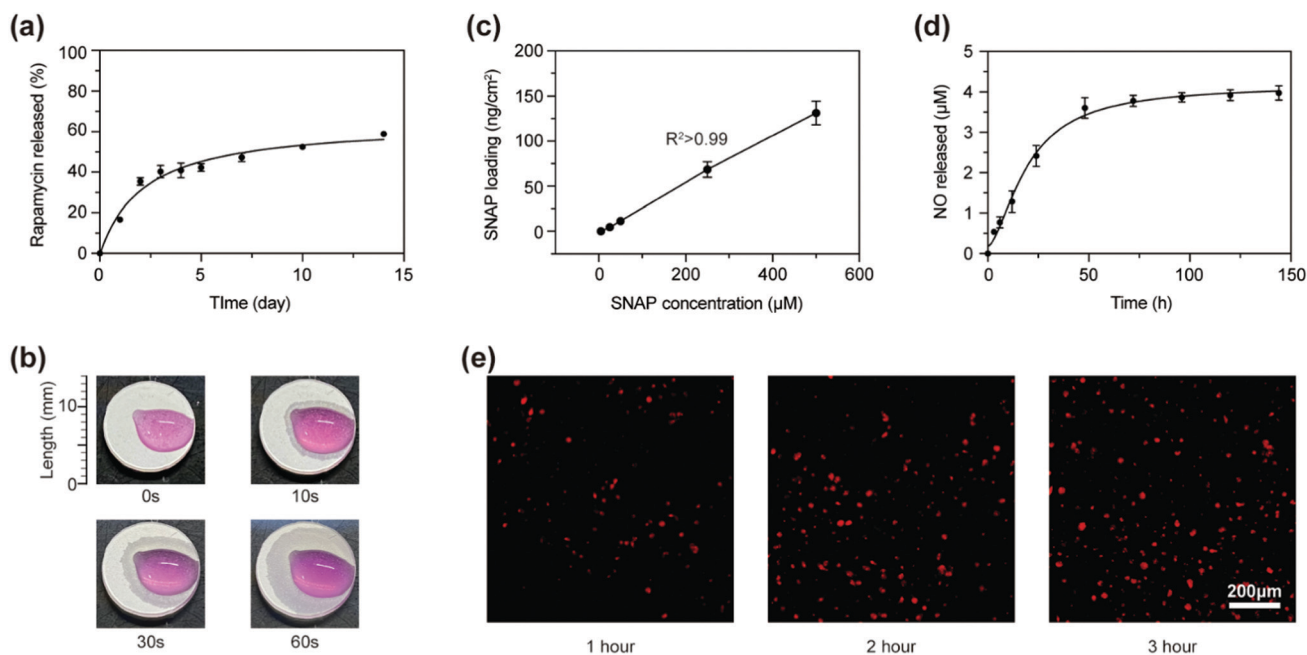 (a)
Rapamycin released (%)
100
80
60
40
20
0
0
5
10
15
TIme (day)
(c)
SNAP loading (ng/cm²)
200
150
100
50
0
R²>0.99
0
200
400
600
SNAP concentration (μM)
(d)
NO released (μM)
5
4
3
2
1
0
0
50
100
150
Time (h)
(b)
Length (mm)
10
0
0s
10s
30s
60s
(e)
200μm
1 hour
2 hour
3 hour